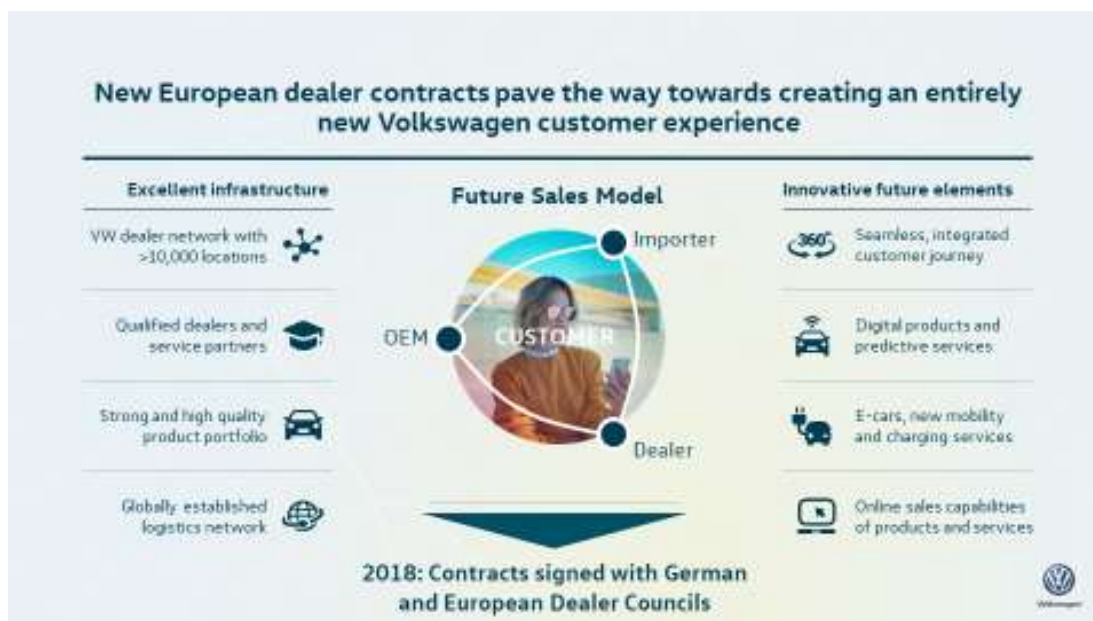 New European dealer contracts pave the way towards creating an entirely
new Volkswagen customer experience
Excellent infrastructure
VW dealer network with
>10,000 locations
Qualified dealers and
service partners
Strong and high quality
product portfolio
Globally established
logistics network
Future Sales Model
Importer
OEM
CUSTOMER
Dealer
2018: Contracts signed with German
and European Dealer Councils
Innovative future elements
360°
Seamless, integrated
customer journey
Digital products and
predictive services
E-cars, new mobility
and charging services
Online sales capabilities
of products and services
Volkswagen